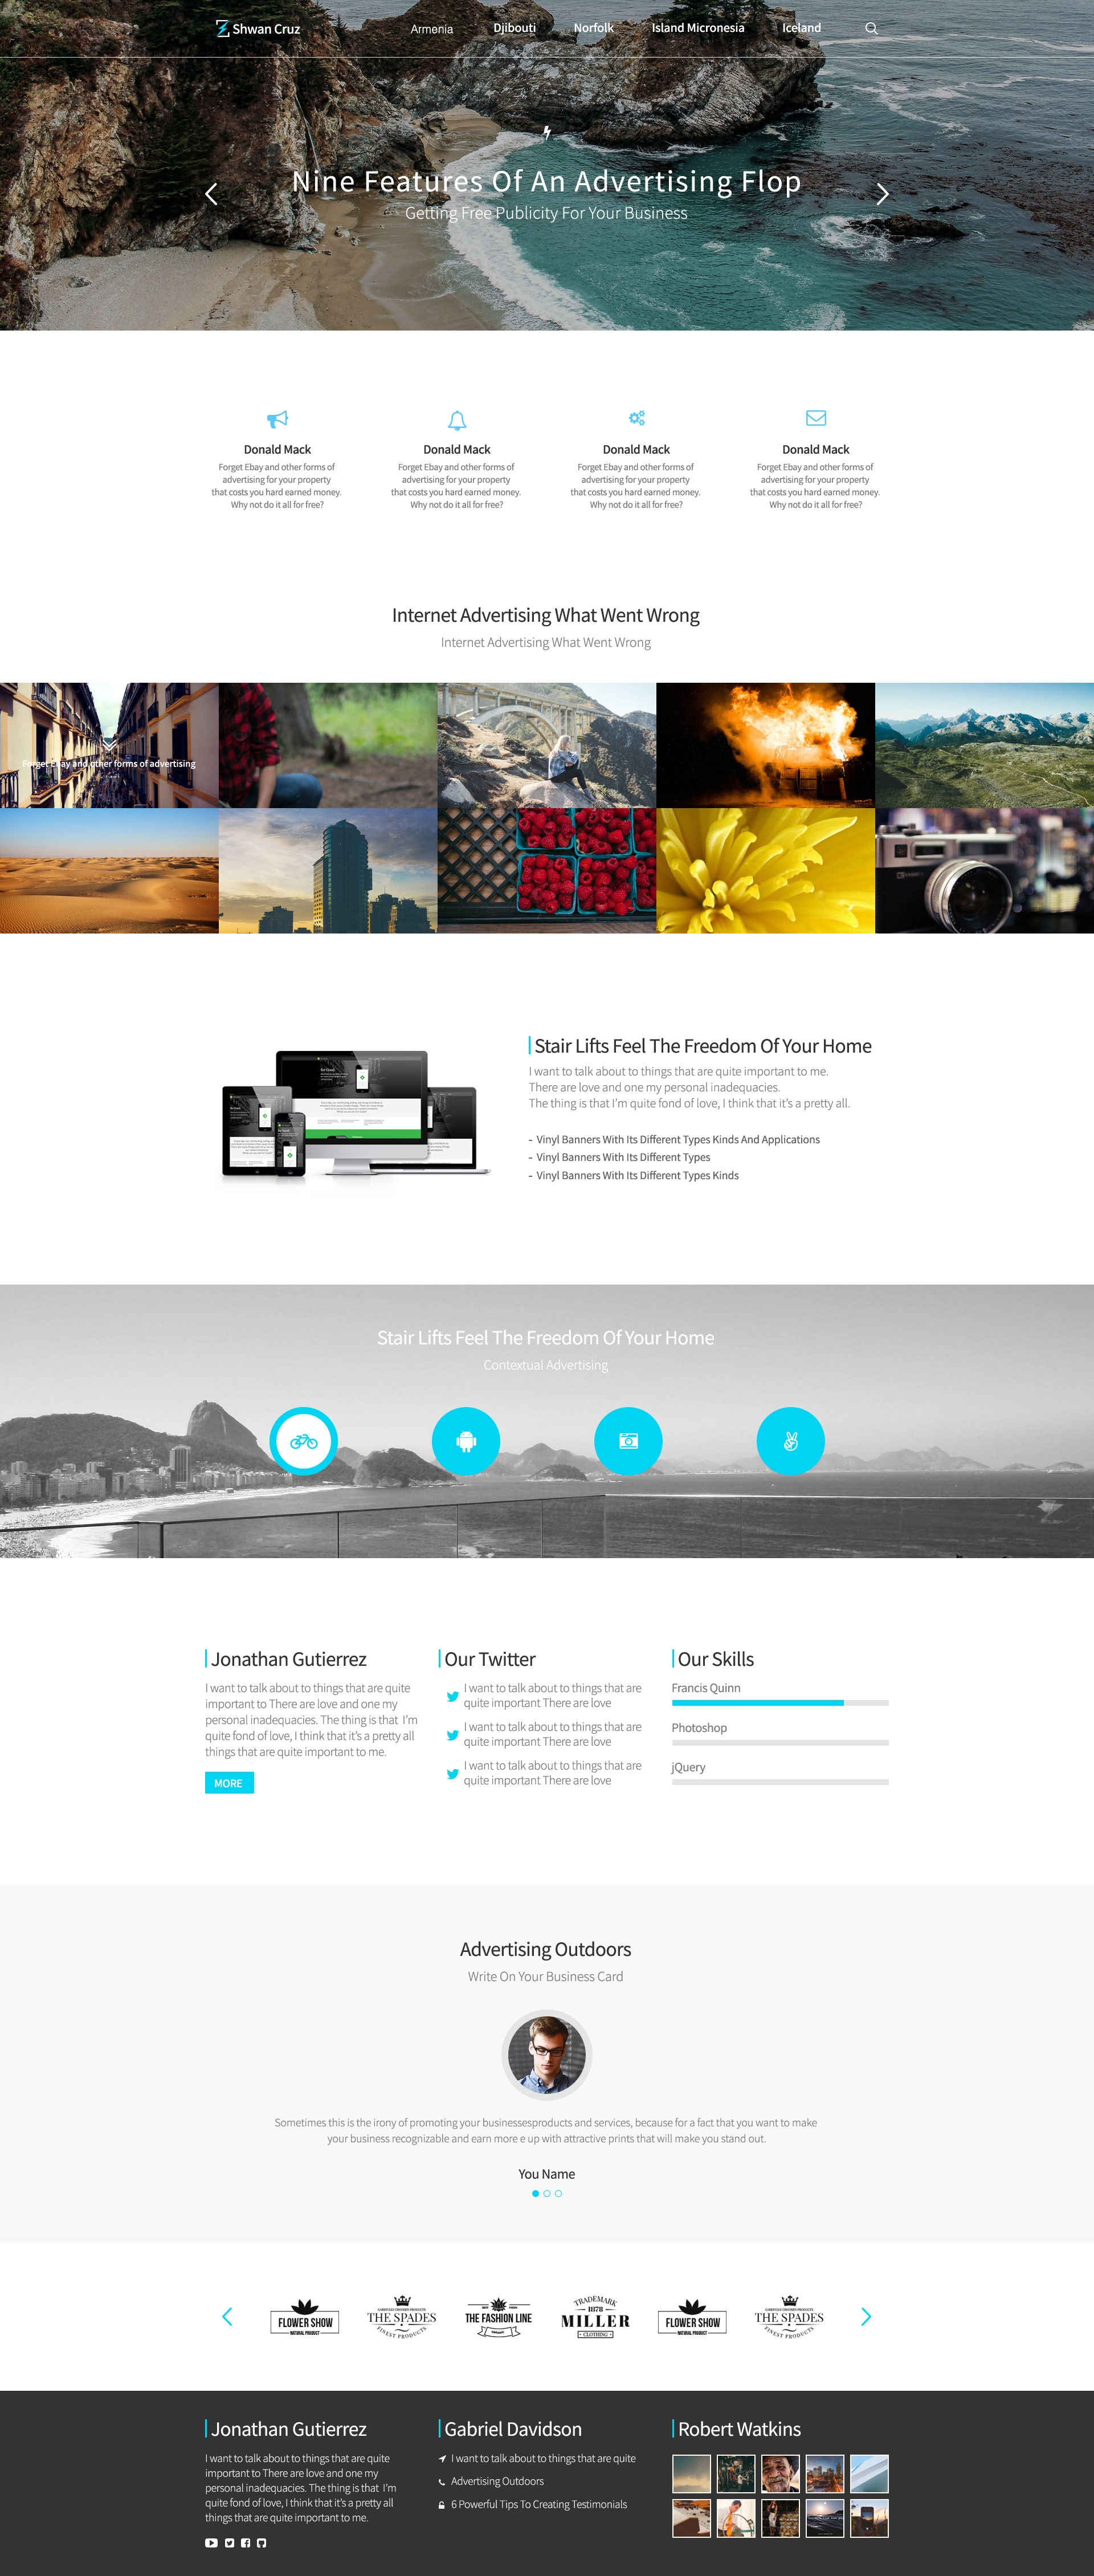 Shwan Cruz
Armenia Djibouti Norfolk Island Micronesia Iceland
Nine Features Of An Advertising Flop
Getting Free Publicity For Your Business
Donald Mack
Forget Ebay and other forms of
advertising for your property
that costs you hard earned money.
Why not do it all for free?
Donald Mack
Forget Ebay and other forms of
advertising for your property
that costs you hard earned money.
Why not do it all for free?
Donald Mack
Forget Ebay and other forms of
advertising for your property
that costs you hard earned money.
Why not do it all for free?
Donald Mack
Forget Ebay and other forms of
advertising for your property
that costs you hard earned money.
Why not do it all for free?
Internet Advertising What Went Wrong
Internet Advertising What Went Wrong
Forget Ebay and other forms of advertising
Stair Lifts Feel The Freedom Of Your Home
I want to talk about to things that are quite important to me.
There are love and one my personal inadequacies.
The thing is that I'm quite fond of love, I think that it's a pretty all.
- Vinyl Banners With Its Different Types Kinds And Applications
- Vinyl Banners With Its Different Types
- Vinyl Banners With Its Different Types Kinds
Stair Lifts Feel The Freedom Of Your Home
Contextual Advertising
Jonathan Gutierrez
I want to talk about to things that are quite
important to There are love and one my
personal inadequacies. The thing is that I'm
quite fond of love, I think that it's a pretty all
things that are quite important to me.
MORE
Our Twitter
I want to talk about to things that are
quite important There are love
I want to talk about to things that are
quite important There are love
I want to talk about to things that are
quite important There are love
Our Skills
Francis Quinn
Photoshop
jQuery
Advertising Outdoors
Write On Your Business Card
Sometimes this is the irony of promoting your businessesproducts and services, because for a fact that you want to make
your business recognizable and earn more e up with attractive prints that will make you stand out.
You Name
FLOWER SHOW
NATURAL PRODUCT
THE SPADES
FINEST PRODUCTS
THE FASHION LINE
TRADEMARK
1878
MILLER
CLOTHING
FLOWER SHOW
NATURAL PRODUCT
THE SPADES
FINEST PRODUCTS
Jonathan Gutierrez
I want to talk about to things that are quite
important to There are love and one my
personal inadequacies. The thing is that I'm
quite fond of love, I think that it's a pretty all
things that are quite important to me.
Gabriel Davidson
I want to talk about to things that are quite
Advertising Outdoors
6 Powerful Tips To Creating Testimonials
Robert Watkins